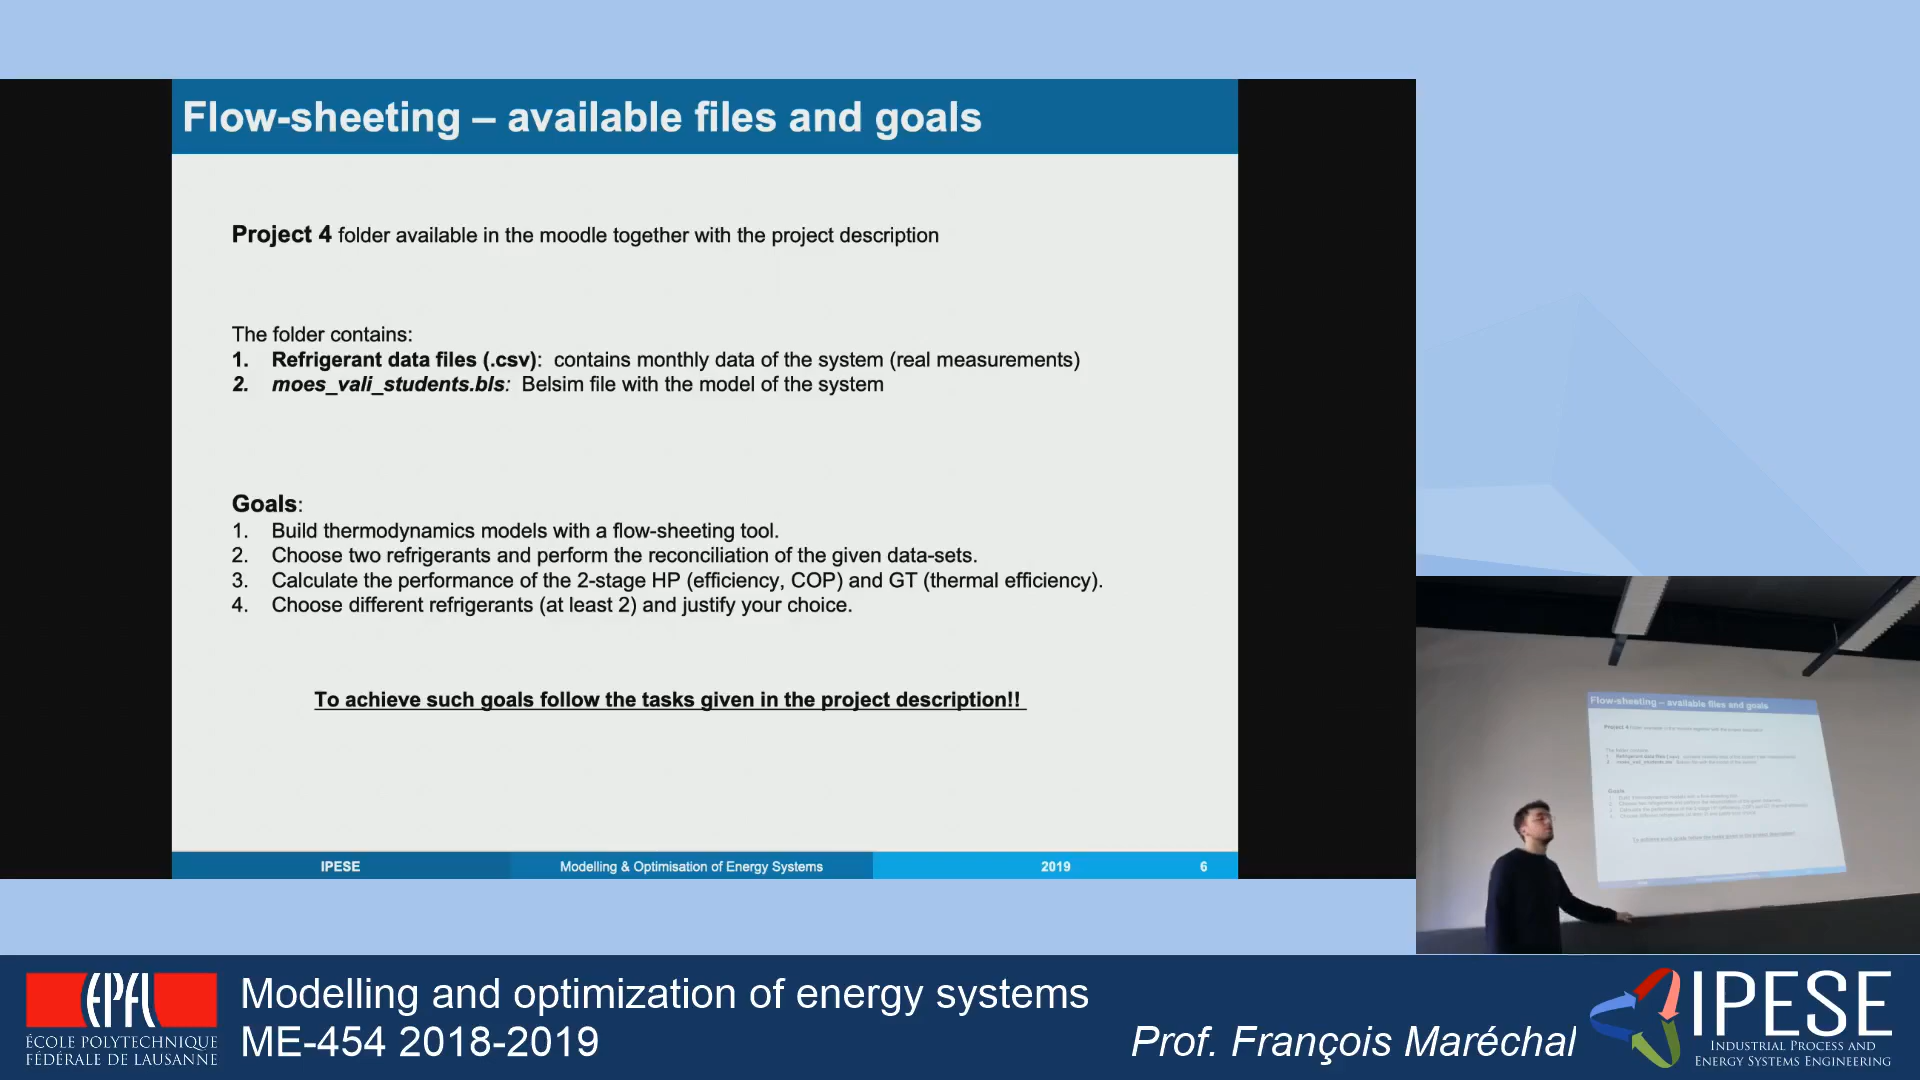 Flow-sheeting – available files and goals
Project 4 folder available in the moodle together with the project description
The folder contains:
1. Refrigerant data files (.csv): contains monthly data of the system (real measurements)
2. moes_vali_students.bls: Belsim file with the model of the system
Goals:
1. Build thermodynamics models with a flow-sheeting tool.
2. Choose two refrigerants and perform the reconciliation of the given data-sets.
3. Calculate the performance of the 2-stage HP (efficiency, COP) and GT (thermal efficiency).
4. Choose different refrigerants (at least 2) and justify your choice.
To achieve such goals follow the tasks given in the project description!!
IPESE Modelling & Optimisation of Energy Systems 2019 6
Flow-sheeting – available files and goals
EPFL
ÉCOLE POLYTECHNIQUE
FÉDÉRALE DE LAUSANNE
Modelling and optimization of energy systems
ME-454 2018-2019
Prof. François Maréchal
IPESE
INDUSTRIAL PROCESS AND
ENERGY SYSTEMS ENGINEERING